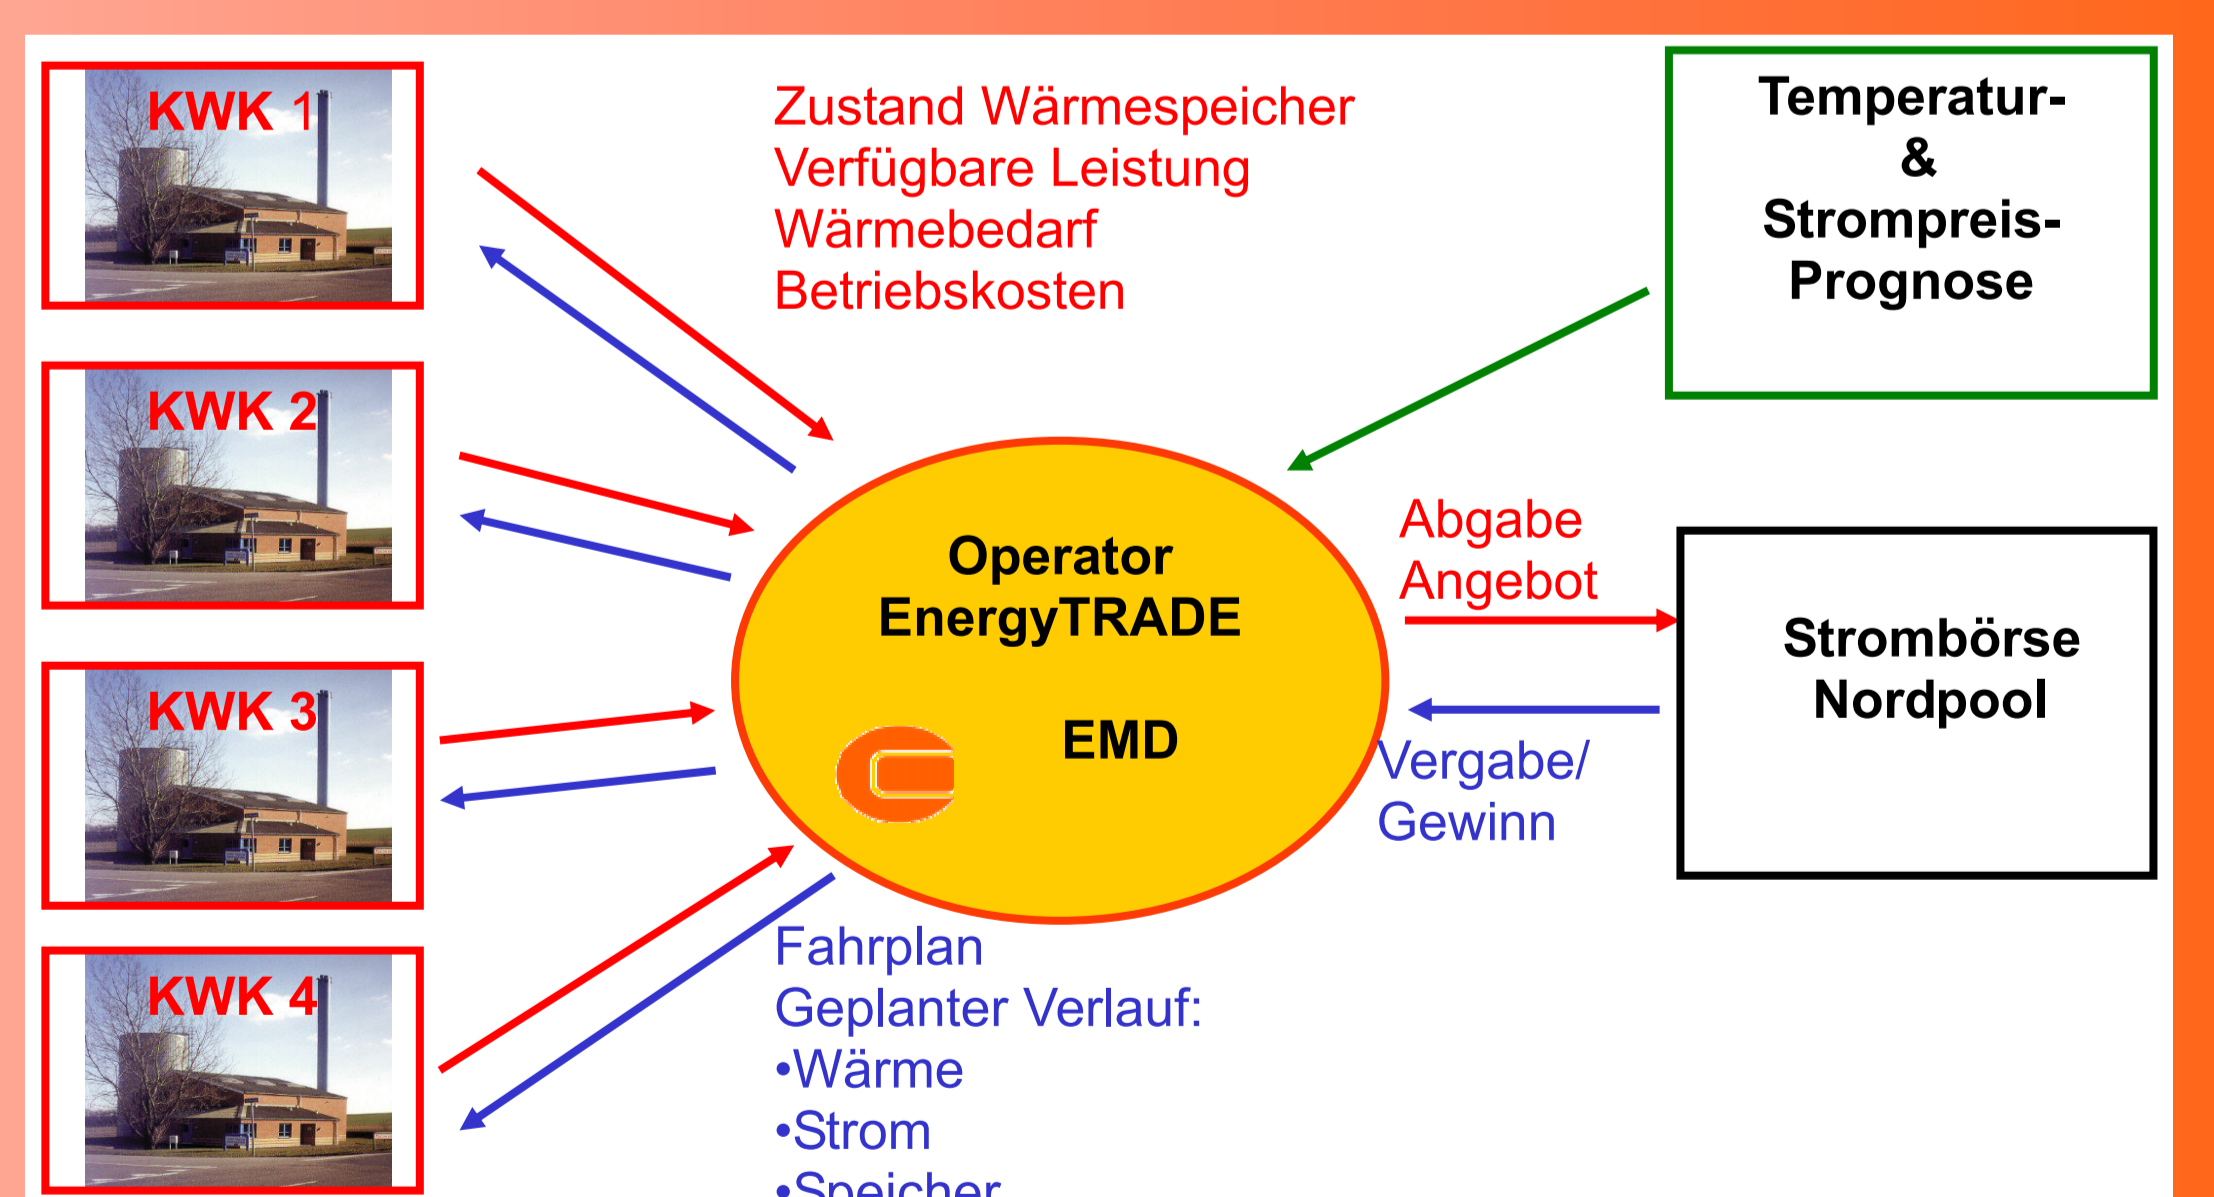 KWK 1
KWK 2
KWK 3
KWK 4
Zustand Wärmespeicher
Verfügbare Leistung
Wärmebedarf
Betriebskosten
Temperatur-
&
Strompreis-
Prognose
Operator
EnergyTRADE
EMD
Abgabe
Angebot
Strombörse
Nordpool
Vergabe/
Gewinn
Fahrplan
Geplanter Verlauf:
•Wärme
•Strom
•Speicher